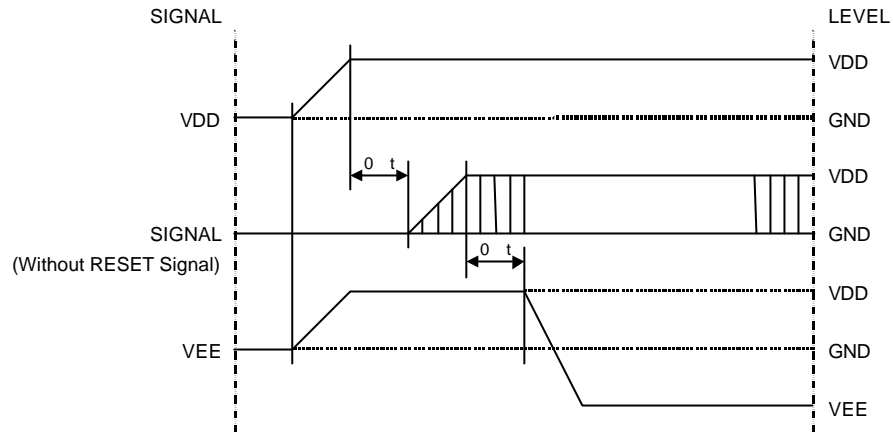 SIGNAL LEVEL
VDD
VDD GND
0 t VDD
SIGNAL GND
(Without RESET Signal) 0 t
VDD
VEE GND
VEE